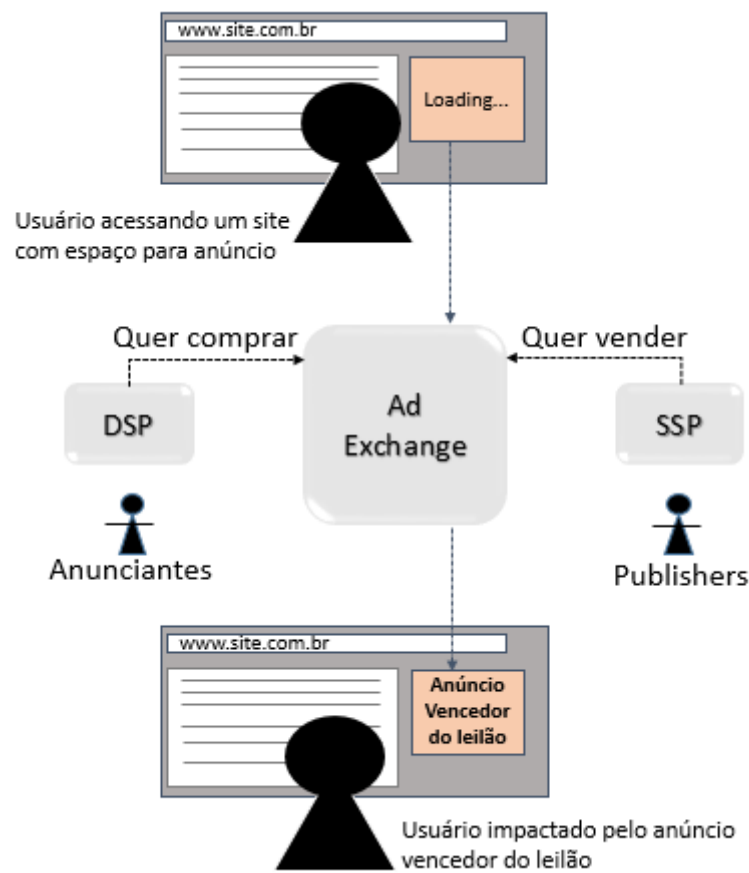 www.site.com.br
Loading...
Usuário acessando um site
com espaço para anúncio
Quer comprar
Quer vender
DSP
Ad
Exchange
SSP
Anunciantes
Publishers
www.site.com.br
Anúncio
Vencedor
do leilão
Usuário impactado pelo anúncio
vencedor do leilão